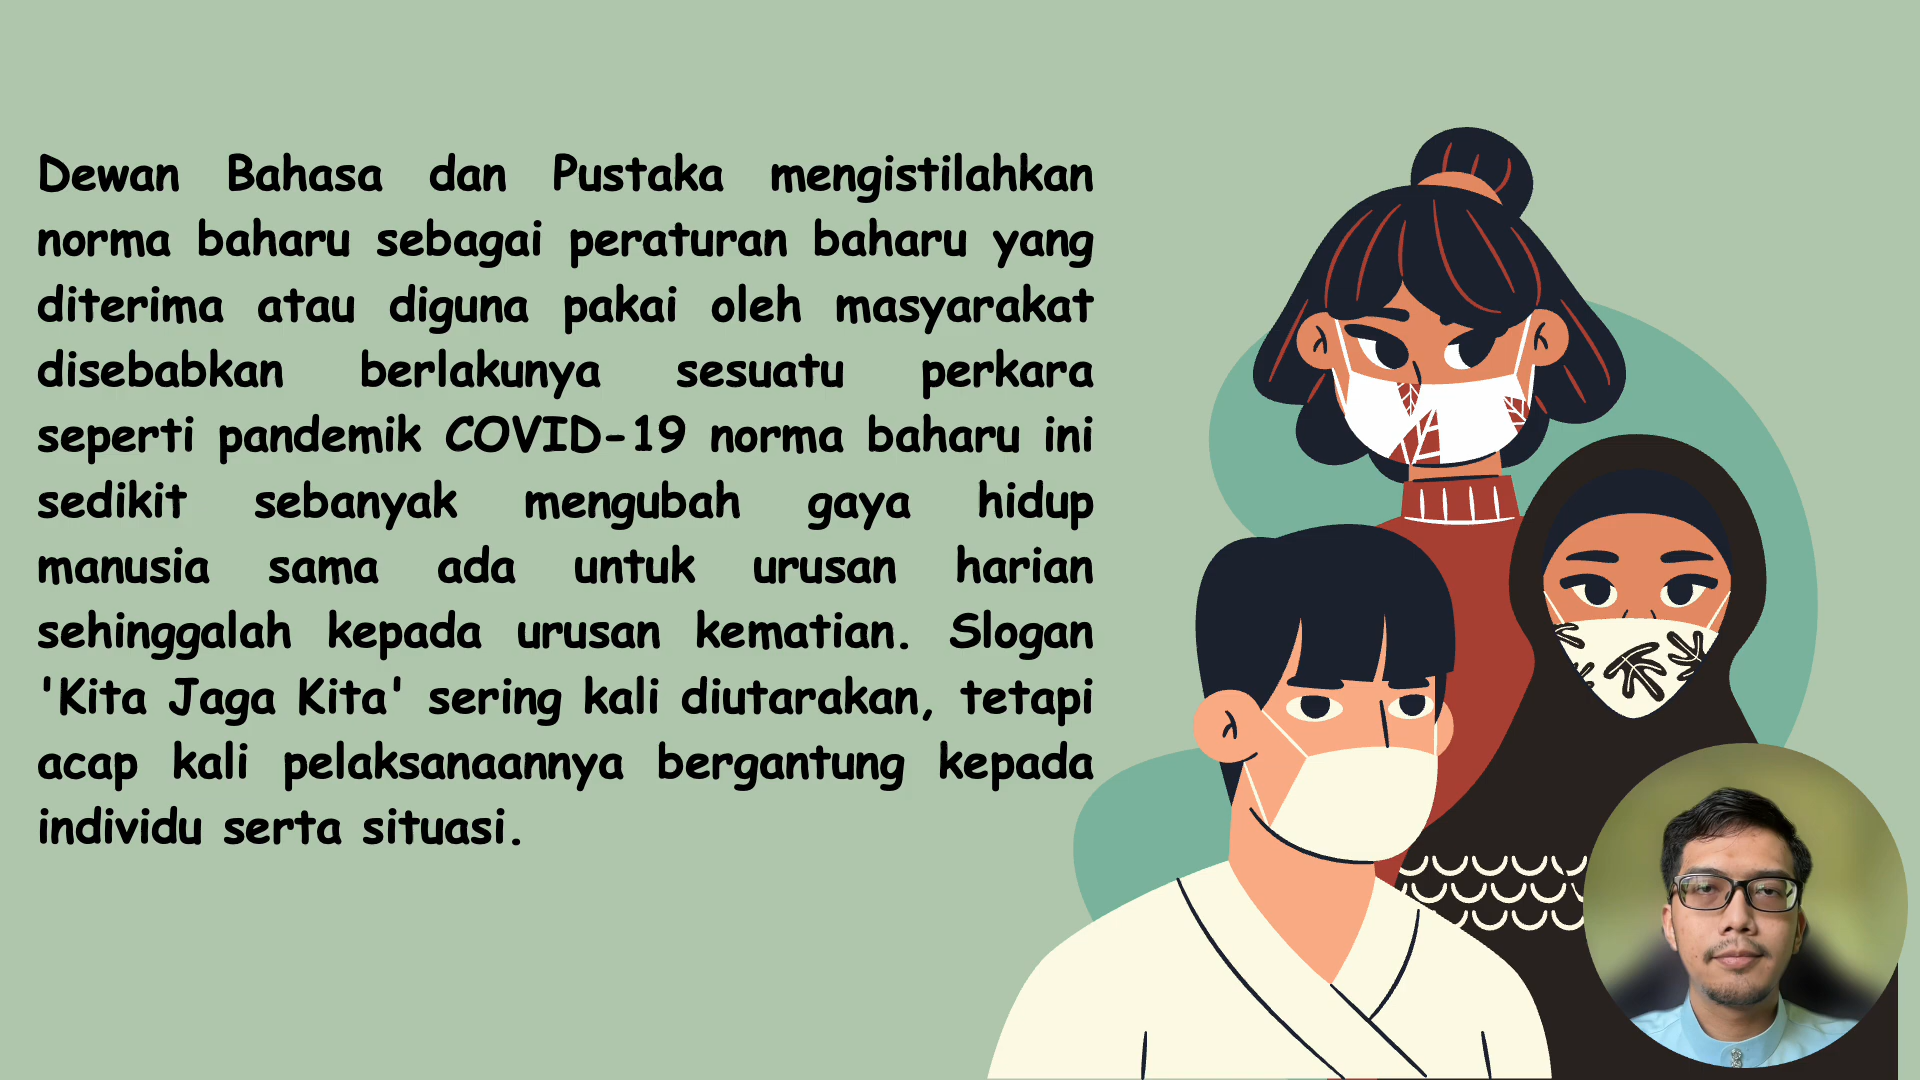 Dewan Bahasa dan Pustaka mengistilahkan
norma baharu sebagai peraturan baharu yang
diterima atau diguna pakai oleh masyarakat
disebabkan berlakunya sesuatu perkara
seperti pandemik COVID-19 norma baharu ini
sedikit sebanyak mengubah gaya hidup
manusia sama ada untuk urusan harian
sehinggalah kepada urusan kematian. Slogan
'Kita Jaga Kita' sering kali diutarakan, tetapi
acap kali pelaksanaannya bergantung kepada
individu serta situasi.